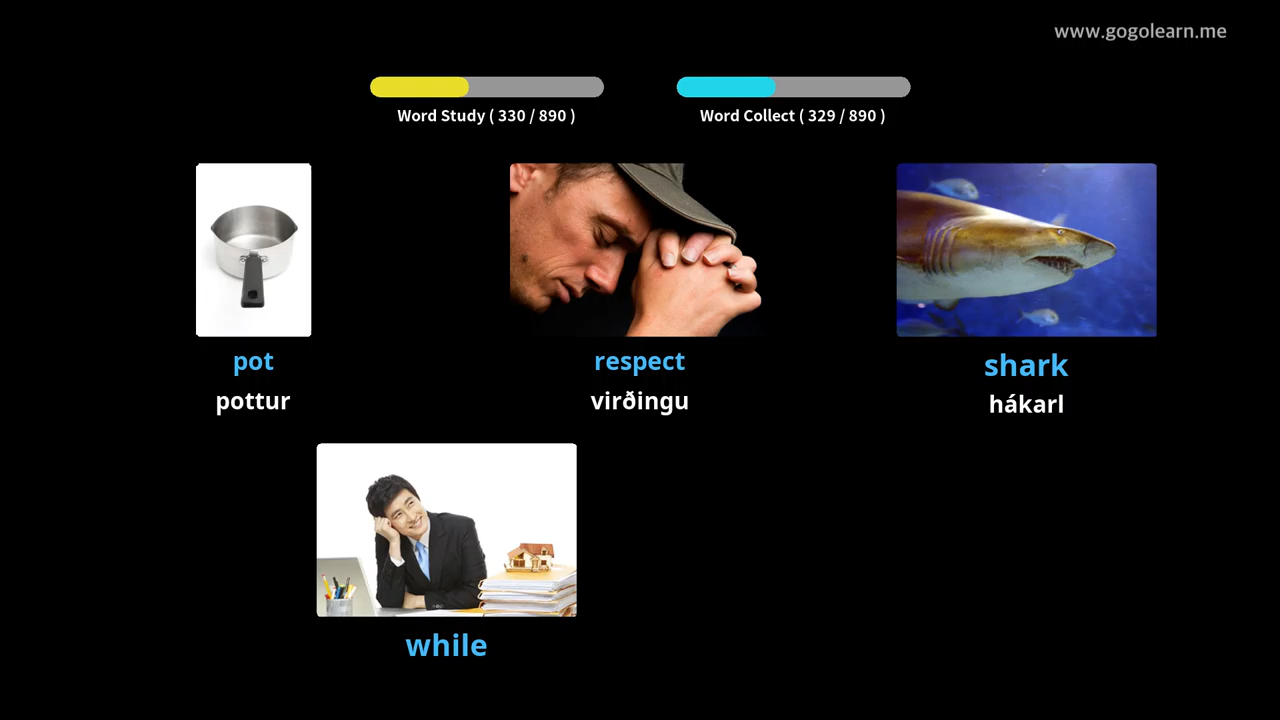 www.gogolearn.me
Word Study ( 330 / 890 )
Word Collect ( 329 / 890 )
pot
respect
shark
pottur
virðingu
hákarl
while